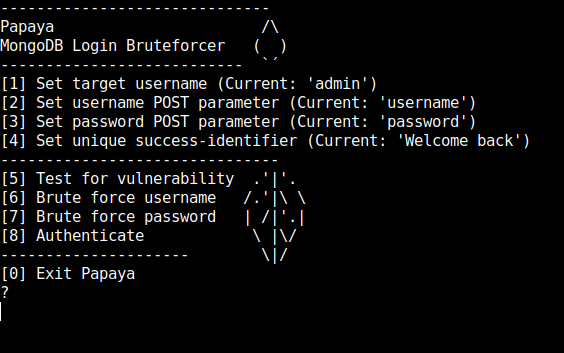 ------------------------------
Papaya                       /\
MongoDB Login Bruteforcer   (  )
---------------------------  `´
[1] Set target username (Current: 'admin')
[2] Set username POST parameter (Current: 'username')
[3] Set password POST parameter (Current: 'password')
[4] Set unique success-identifier (Current: 'Welcome back')
-------------------------------
[5] Test for vulnerability  .'|'.
[6] Brute force username   /.'|\ \
[7] Brute force password   | /|'.|
[8] Authenticate            \ |\/
---------------------        \|/
[0] Exit Papaya
?